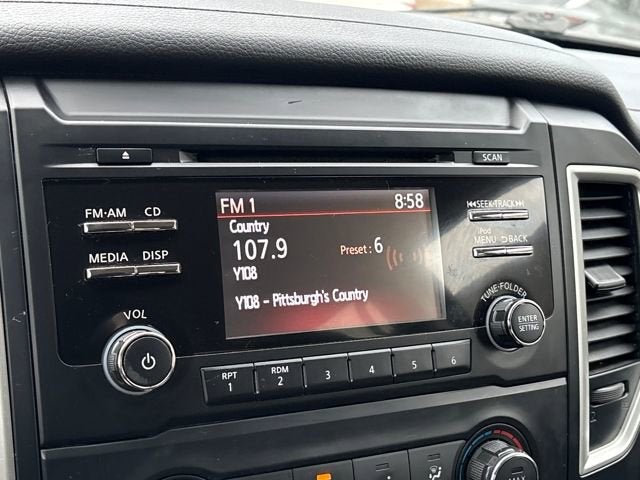 SCAN
FM·AM CD
MEDIA DISP
VOL
FM 1 8:58
Country
107.9 Preset : 6
Y108
Y108 - Pittsburgh's Country
SEEK·TRACK
iPod
MENU BACK
TUNE·FOLDER
ENTER
SETTING
RPT RDM
1 2 3 4 5 6
MAX